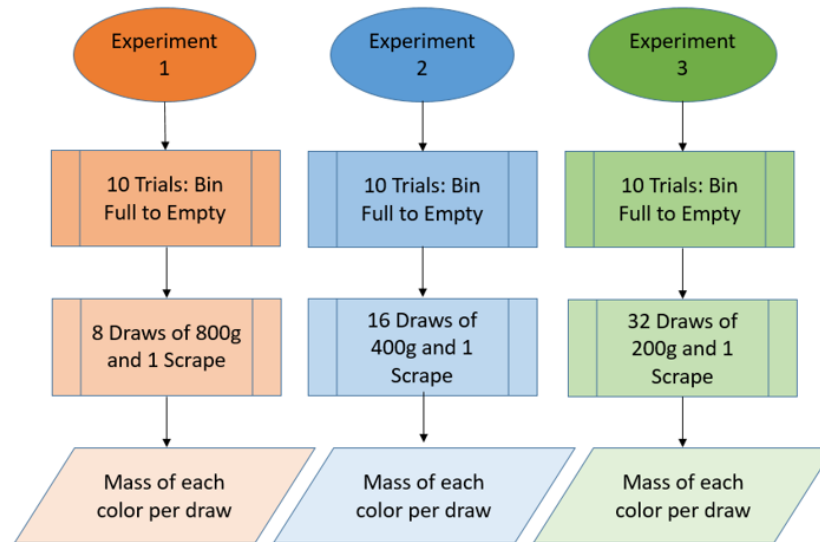 Experiment
1
Experiment
2
Experiment
3
10 Trials: Bin
Full to Empty
10 Trials: Bin
Full to Empty
10 Trials: Bin
Full to Empty
8 Draws of 800g
and 1 Scrape
16 Draws of
400g and 1
Scrape
32 Draws of
200g and 1
Scrape
Mass of each
color per draw
Mass of each
color per draw
Mass of each
color per draw